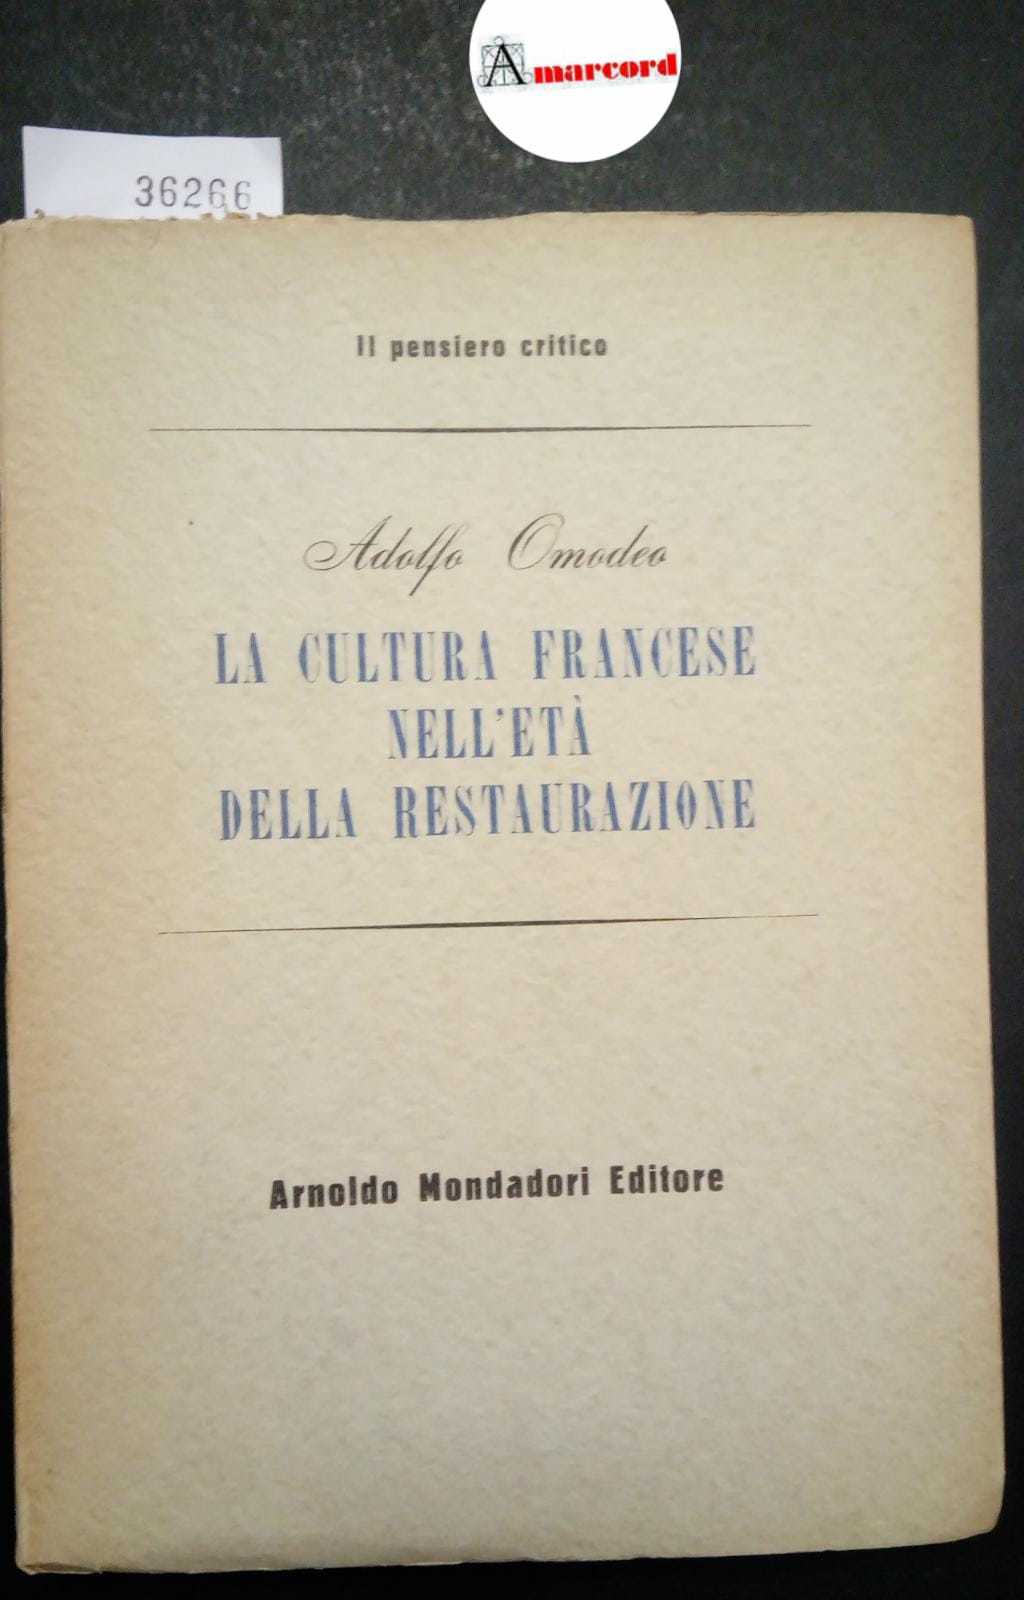 Amarcord
36266
Il pensiero critico
Adolfo Omodeo
LA CULTURA FRANCESE
NELL'ETÀ
DELLA RESTAURAZIONE
Arnoldo Mondadori Editore